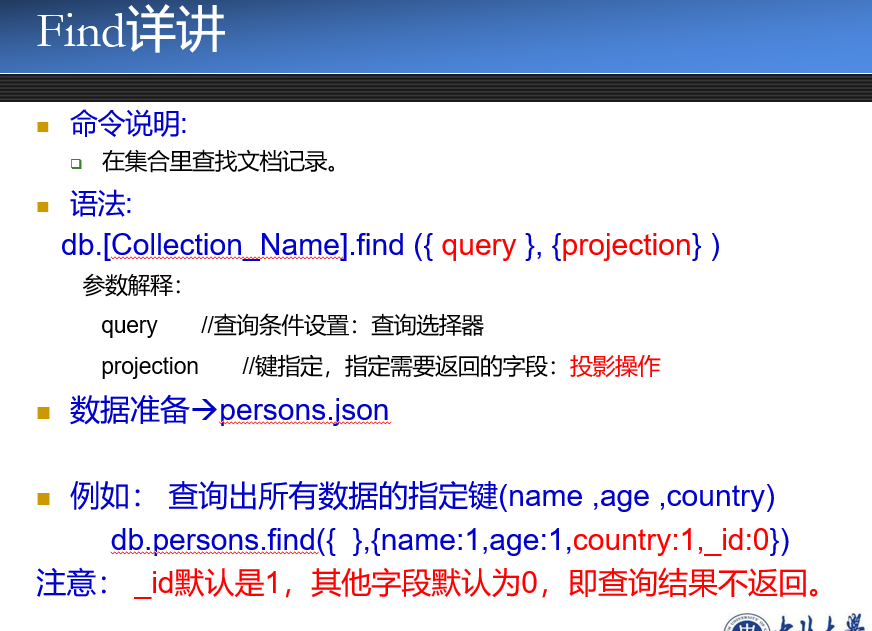 Find详讲
命令说明:
在集合里查找文档记录。
语法:
db.[Collection_Name].find ({ query }, {projection} )
参数解释：
query //查询条件设置：查询选择器
projection //键指定，指定需要返回的字段：投影操作
数据准备→persons.json
例如： 查询出所有数据的指定键(name ,age ,country)
db.persons.find({ },{name:1,age:1,country:1,_id:0})
注意： _id默认是1，其他字段默认为0，即查询结果不返回。